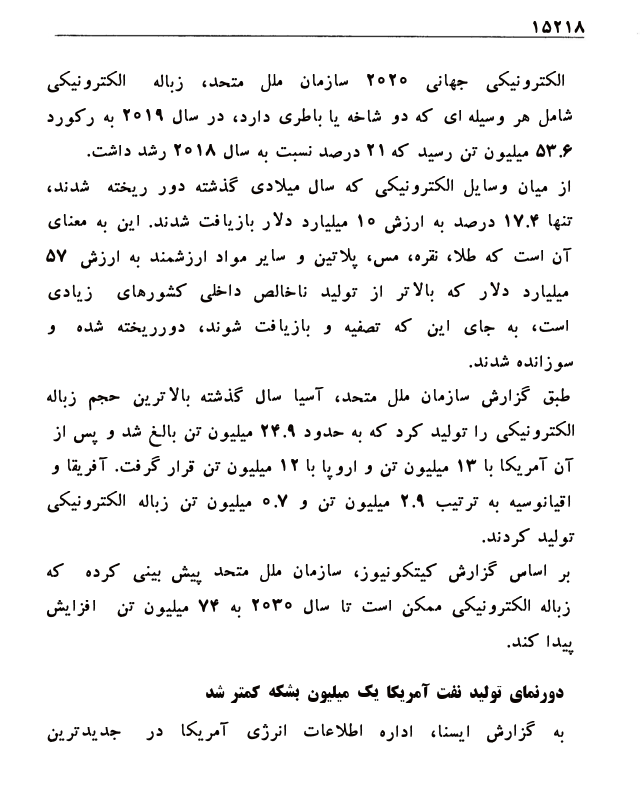 ۱۵۲۱۸
الکترونیکی جهانی ۲۰۲۰ سازمان ملل متحد، زباله الکترونیکی
شامل هر وسیله ای که دو شاخه یا باطری دارد، در سال ۲۰۱۹ به رکورد
۵۳.۶ میلیون تن رسید که ۲۱ درصد نسبت به سال ۲۰۱۸ رشد داشت.
از میان وسایل الکترونیکی که سال میلادی گذشته دور ریخته شدند،
تنها ۱۷.۴ درصد به ارزش ۱۰ میلیارد دلار بازیافت شدند. این به معنای
آن است که طلا، نقره، مس، پلاتین و سایر مواد ارزشمند به ارزش ۵۷
میلیارد دلار که بالاتر از تولید ناخالص داخلی کشورهای زیادی
است، به جای این که تصفیه و بازیافت شوند، دورریخته شده و
سوزانده شدند.
طبق گزارش سازمان ملل متحد، آسیا سال گذشته بالاترین حجم زباله
الکترونیکی را تولید کرد که به حدود ۲۴.۹ میلیون تن بالغ شد و پس از
آن آمریکا با ۱۳ میلیون تن و اروپا با ۱۲ میلیون تن قرار گرفت. آفریقا و
اقیانوسیه به ترتیب ۲.۹ میلیون تن و ۰.۷ میلیون تن زباله الکترونیکی
تولید کردند.
بر اساس گزارش کیتکونیوز، سازمان ملل متحد پیش بینی کرده که
زباله الکترونیکی ممکن است تا سال ۲۰۳۰ به ۷۴ میلیون تن افزایش
پیدا کند.
دورنمای تولید نفت آمریکا یک میلیون بشکه کمتر شد
به گزارش ایسنا، اداره اطلاعات انرژی آمریکا در جدیدترین